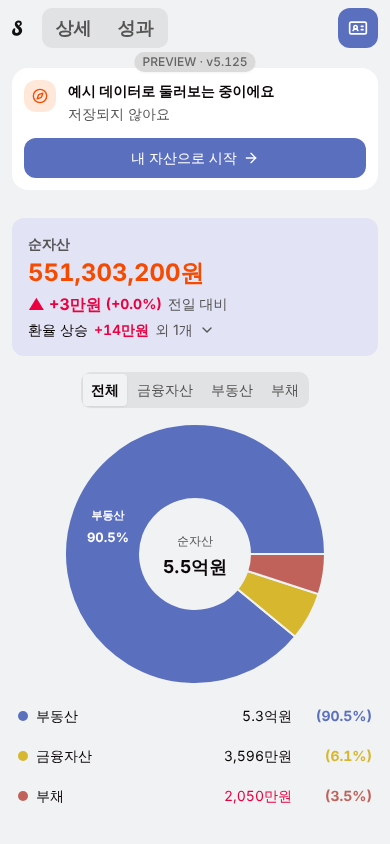 S
상세 성과
PREVIEW · v5.125
예시 데이터로 둘러보는 중이에요
저장되지 않아요
내 자산으로 시작 →
순자산
551,303,200원
▲ +3만원 (+0.0%) 전일 대비
환율 상승 +14만원 외 1개
전체 금융자산 부동산 부채
부동산
90.5%
순자산
5.5억원
부동산 5.3억원 (90.5%)
금융자산 3,596만원 (6.1%)
부채 2,050만원 (3.5%)